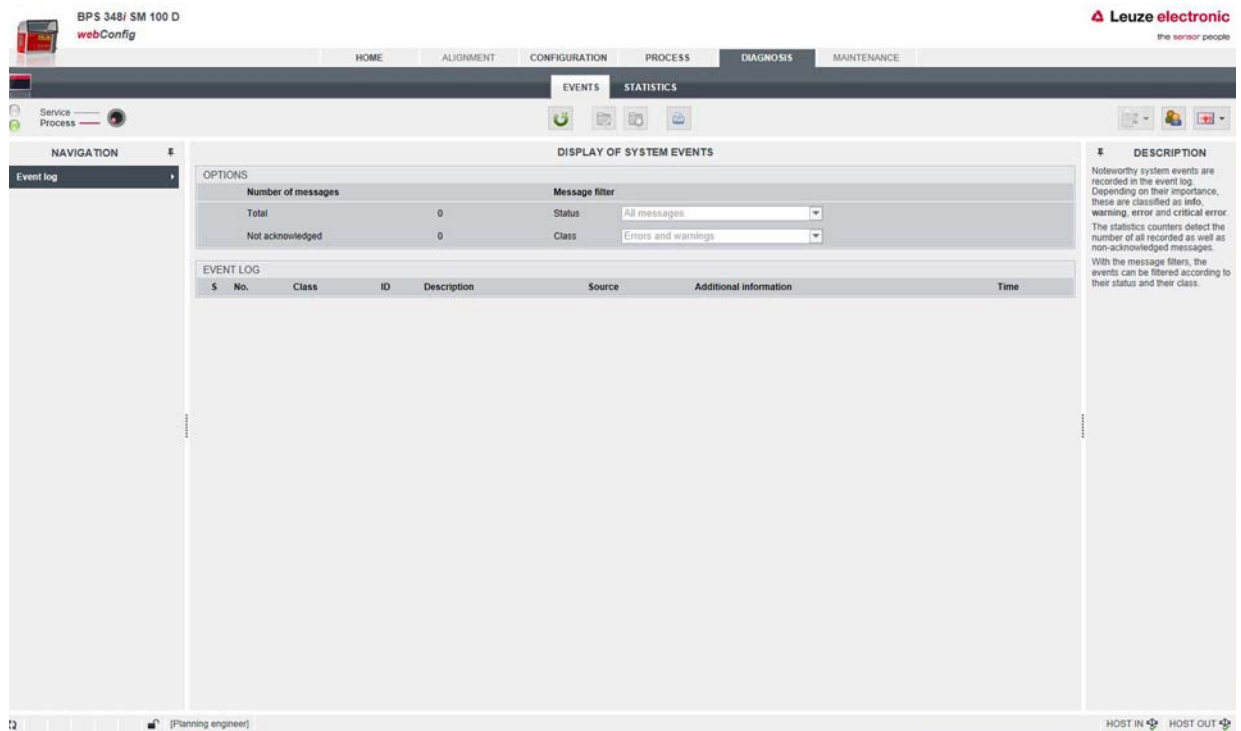 BPS 348i SM 100 D
webConfig
Leuze electronic
the sensor people
HOME ALIGNMENT CONFIGURATION PROCESS DIAGNOSIS MAINTENANCE
EVENTS STATISTICS
Service
Process
NAVIGATION
Event log
DISPLAY OF SYSTEM EVENTS
OPTIONS
Number of messages Message filter
Total 0 Status All messages
Not acknowledged 0 Class Errors and warnings
EVENT LOG
S No. Class ID Description Source Additional information Time
DESCRIPTION
Noteworthy system events are
recorded in the event log.
Depending on their importance,
these are classified as info,
warning, error and critical error.
The statistics counters detect the
number of all recorded as well as
non-acknowledged messages.
With the message filters, the
events can be filtered according to
their status and their class.
[Planning engineer]
HOST IN HOST OUT